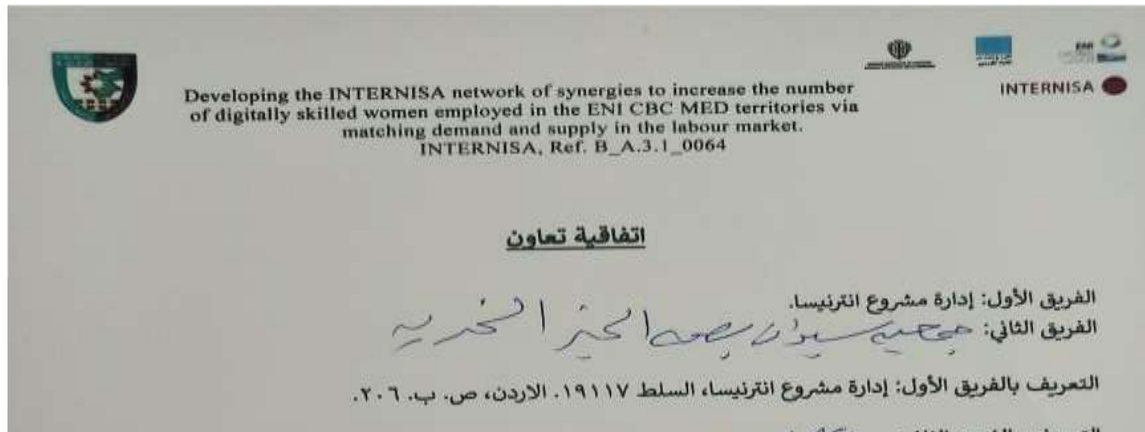 ENI
INTERNISA
Developing the INTERNISA network of synergies to increase the number
of digitally skilled women employed in the ENI CBC MED territories via
matching demand and supply in the labour market.
INTERNISA, Ref. B_A.3.1_0064
اتفاقية تعاون
الفريق الأول: إدارة مشروع انترنيسا.
الفريق الثاني: جمعية سيدات بصمة الخير الخيرية
التعريف بالفريق الأول: إدارة مشروع انترنيسا، السلط ١٩١١٧. الاردن، ص. ب. ٢٠٦.